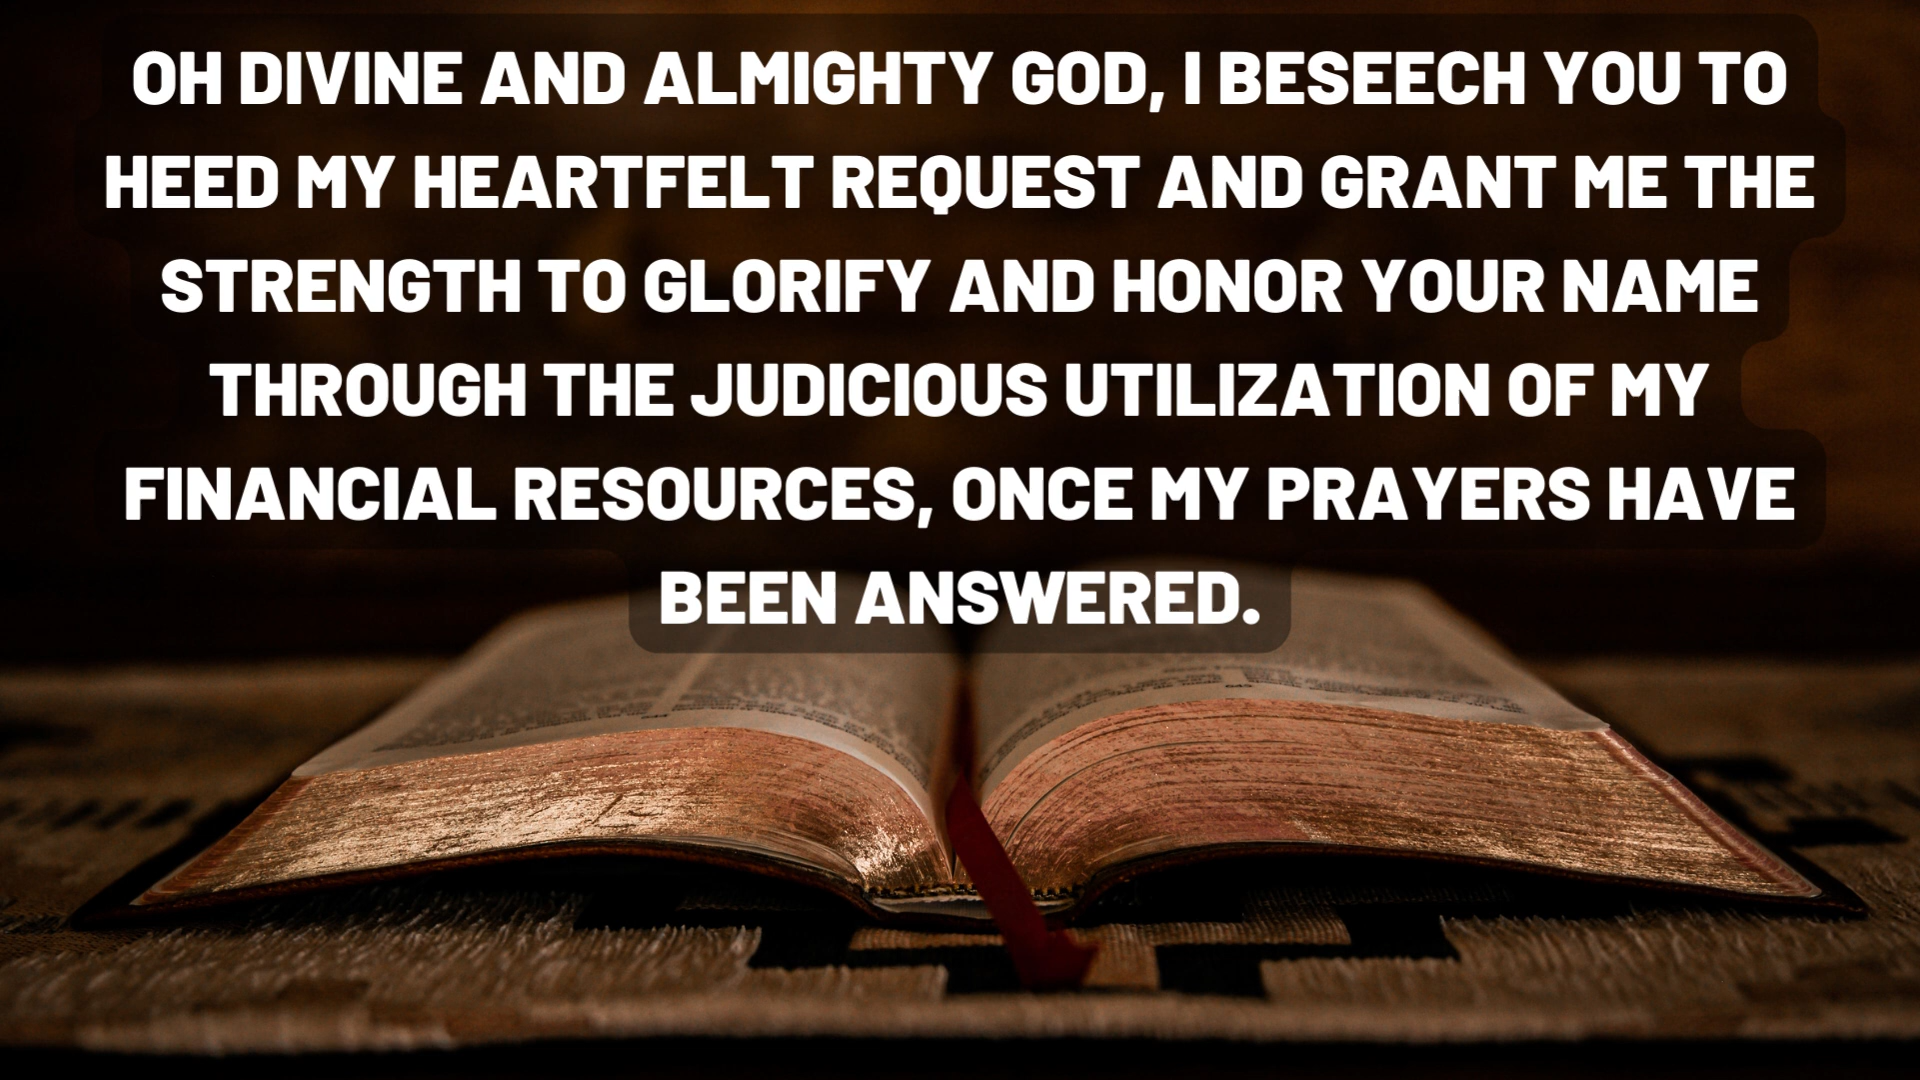 OH DIVINE AND ALMIGHTY GOD, I BESEECH YOU TO
HEED MY HEARTFELT REQUEST AND GRANT ME THE
STRENGTH TO GLORIFY AND HONOR YOUR NAME
THROUGH THE JUDICIOUS UTILIZATION OF MY
FINANCIAL RESOURCES, ONCE MY PRAYERS HAVE
BEEN ANSWERED.